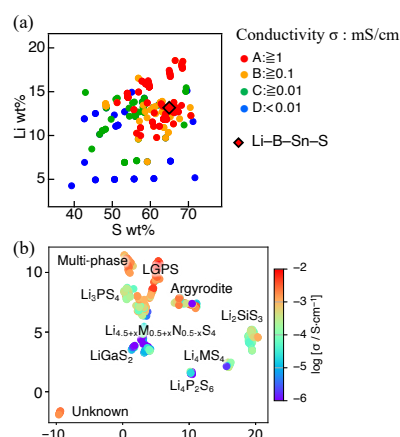 (a)
Conductivity σ : mS/cm
A:≧1
B:≧0.1
C:≧0.01
D:<0.01
Li–B–Sn–S
Li wt%
20
15
10
5
40 50 60 70
S wt%
(b)
Multi-phase
LGPS
Li₃PS₄
Argyrodite
Li₂SiS₃
Li₄.₅₊ₓM₀.₅₊ₓN₀.₅₋ₓS₄
LiGaS₂
Li₄MS₄
Li₄P₂S₆
Unknown
10
5
0
−10 0 10 20
−2
−3
−4
−5
−6
log [σ / S·cm⁻¹]